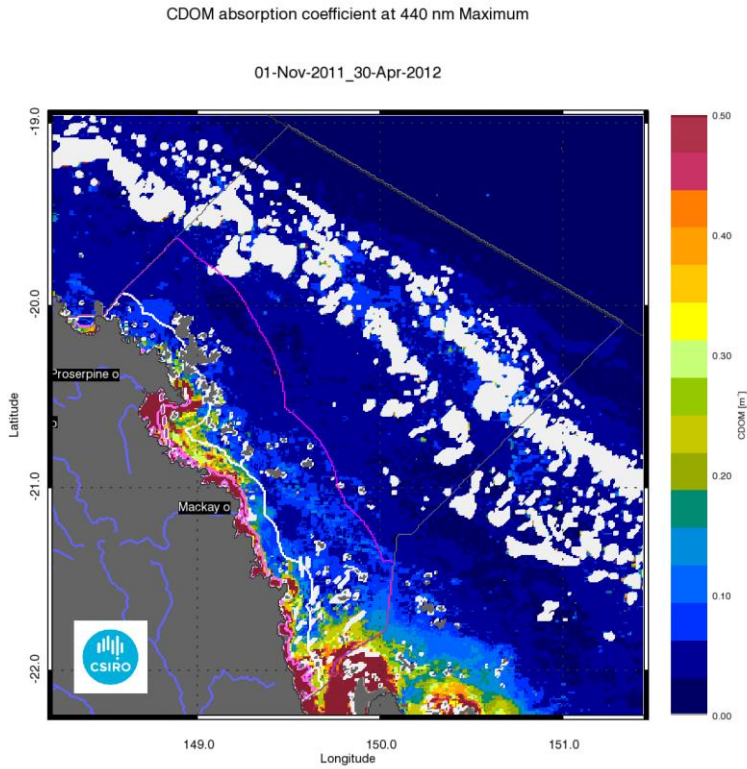 CDOM absorption coefficient at 440 nm Maximum
01-Nov-2011_30-Apr-2012
-19.0
-20.0
-21.0
-22.0
Latitude
Proserpine o
o
Mackay o
CSIRO
149.0
150.0
151.0
Longitude
0.50
0.40
0.30
0.20
0.10
0.00
CDOM [m⁻]